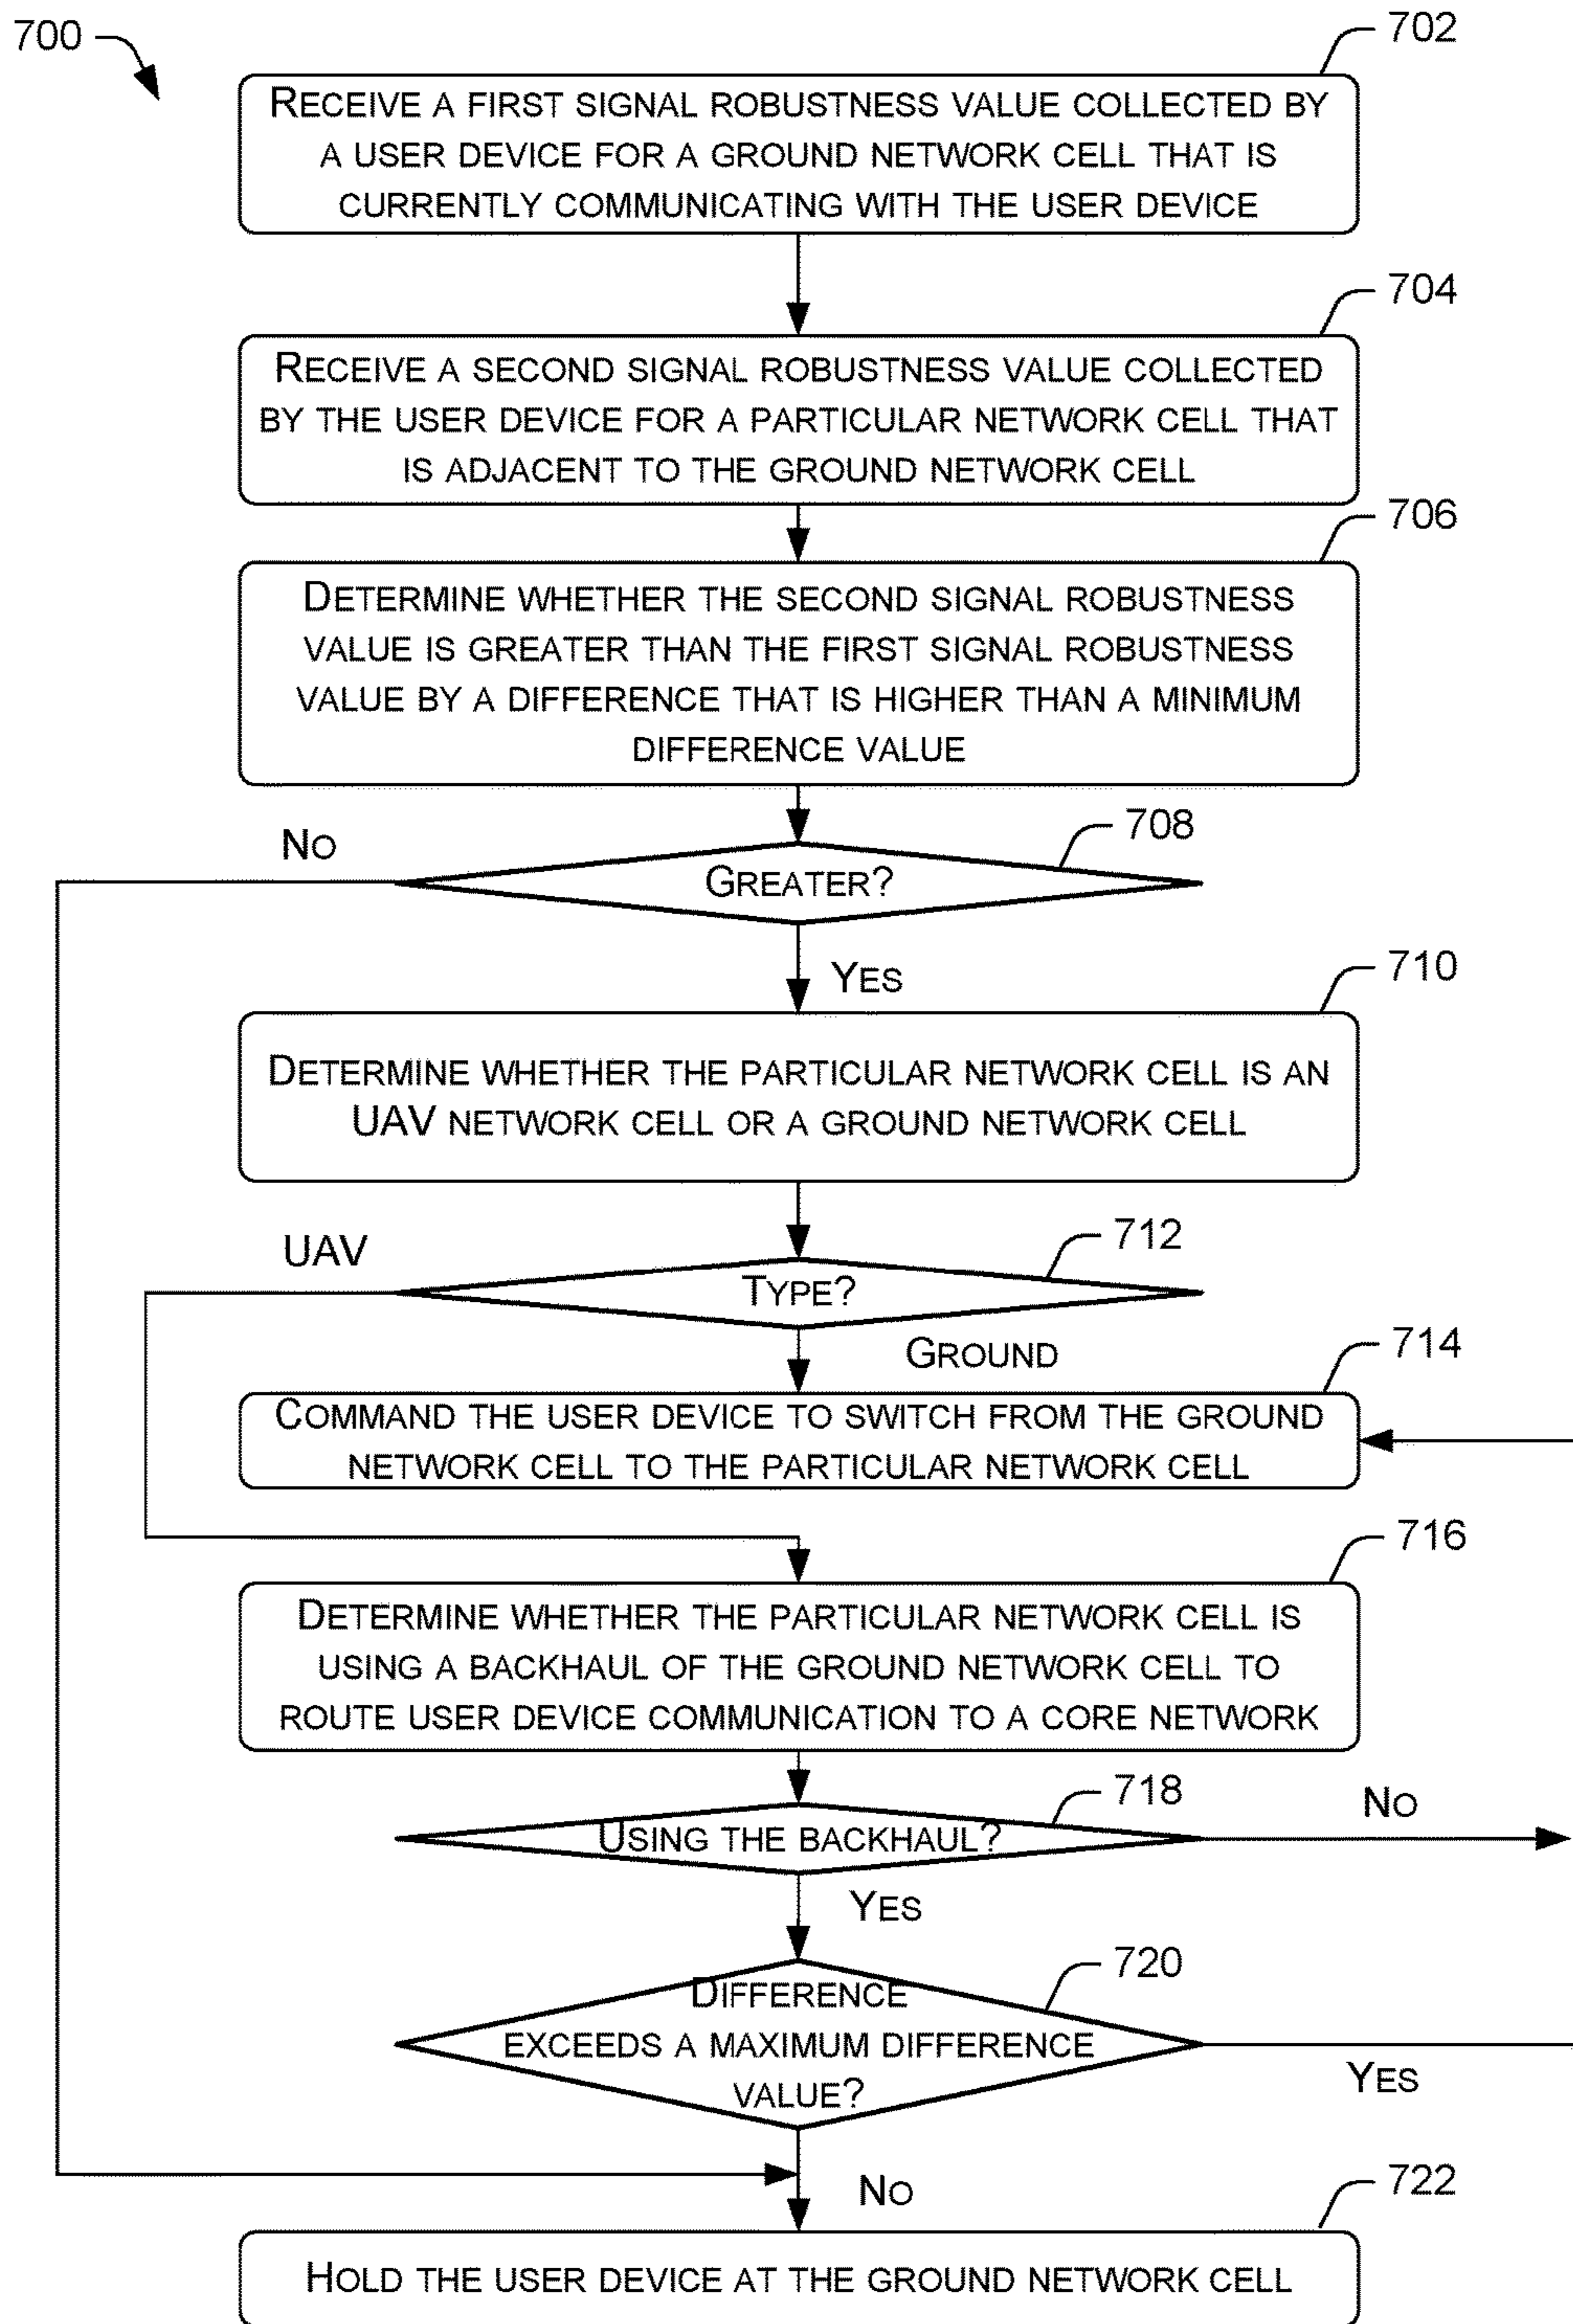 700
702
RECEIVE A FIRST SIGNAL ROBUSTNESS VALUE COLLECTED BY
A USER DEVICE FOR A GROUND NETWORK CELL THAT IS
CURRENTLY COMMUNICATING WITH THE USER DEVICE
704
RECEIVE A SECOND SIGNAL ROBUSTNESS VALUE COLLECTED
BY THE USER DEVICE FOR A PARTICULAR NETWORK CELL THAT
IS ADJACENT TO THE GROUND NETWORK CELL
706
DETERMINE WHETHER THE SECOND SIGNAL ROBUSTNESS
VALUE IS GREATER THAN THE FIRST SIGNAL ROBUSTNESS
VALUE BY A DIFFERENCE THAT IS HIGHER THAN A MINIMUM
DIFFERENCE VALUE
708
NO
GREATER?
YES
710
DETERMINE WHETHER THE PARTICULAR NETWORK CELL IS AN
UAV NETWORK CELL OR A GROUND NETWORK CELL
712
UAV
TYPE?
GROUND
714
COMMAND THE USER DEVICE TO SWITCH FROM THE GROUND
NETWORK CELL TO THE PARTICULAR NETWORK CELL
716
DETERMINE WHETHER THE PARTICULAR NETWORK CELL IS
USING A BACKHAUL OF THE GROUND NETWORK CELL TO
ROUTE USER DEVICE COMMUNICATION TO A CORE NETWORK
718
NO
USING THE BACKHAUL?
YES
720
DIFFERENCE
EXCEEDS A MAXIMUM DIFFERENCE
VALUE?
YES
NO
722
HOLD THE USER DEVICE AT THE GROUND NETWORK CELL